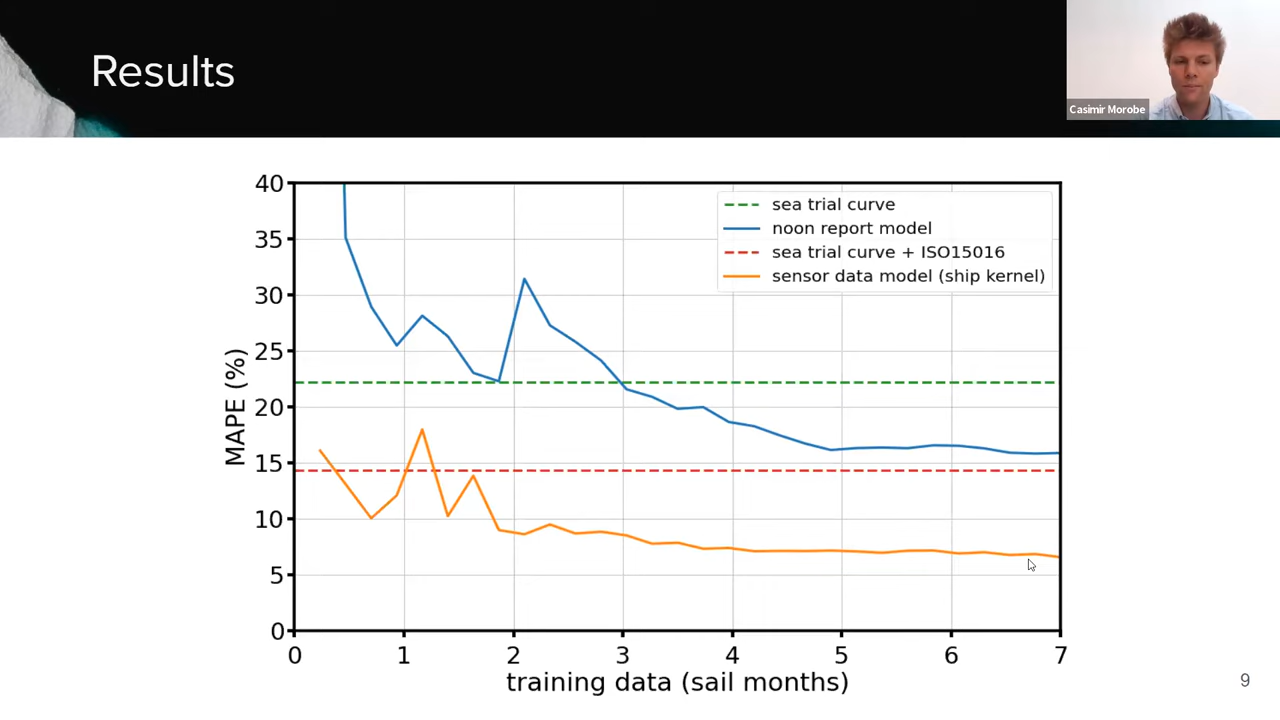 Results
Casimir Morobe
40
35
30
25
20
15
10
5
0
MAPE (%)
sea trial curve
noon report model
sea trial curve + ISO15016
sensor data model (ship kernel)
0 1 2 3 4 5 6 7
training data (sail months)
9